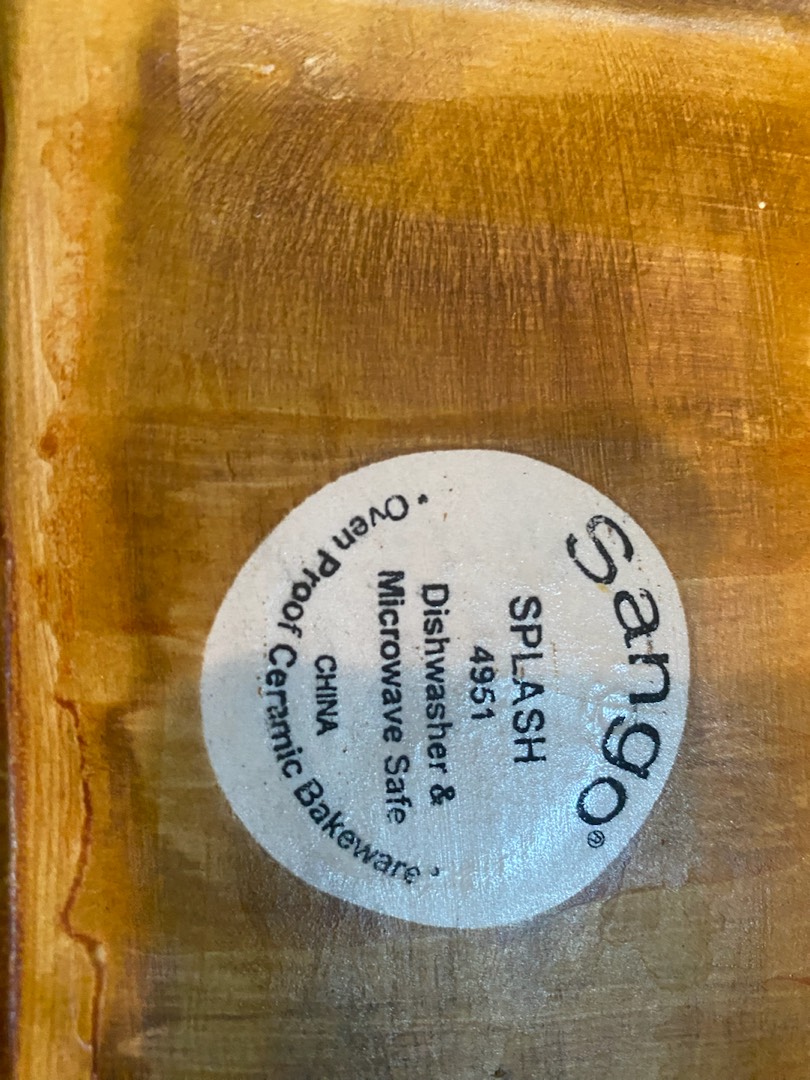 Sango®
SPLASH
4951
Dishwasher &
Microwave Safe
CHINA
• Oven Proof Ceramic Bakeware •